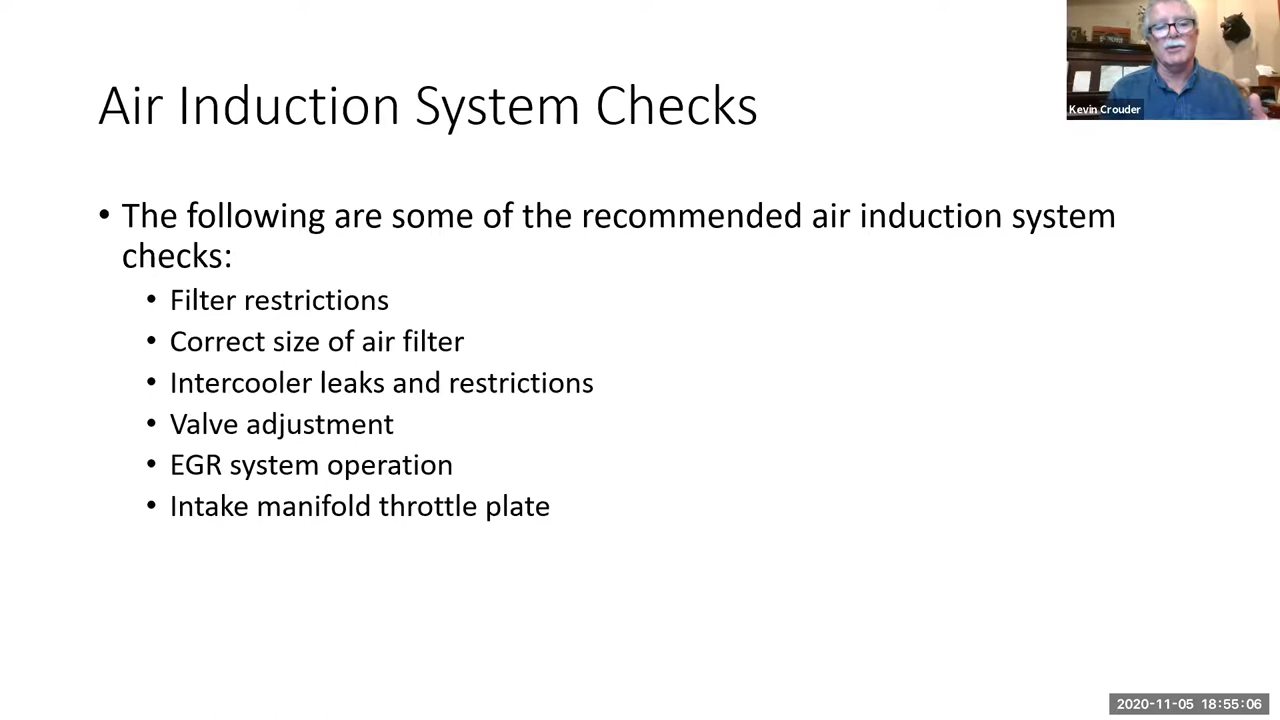 Air Induction System Checks
Kevin Crouder
• The following are some of the recommended air induction system
checks:
• Filter restrictions
• Correct size of air filter
• Intercooler leaks and restrictions
• Valve adjustment
• EGR system operation
• Intake manifold throttle plate
2020-11-05 18:55:06